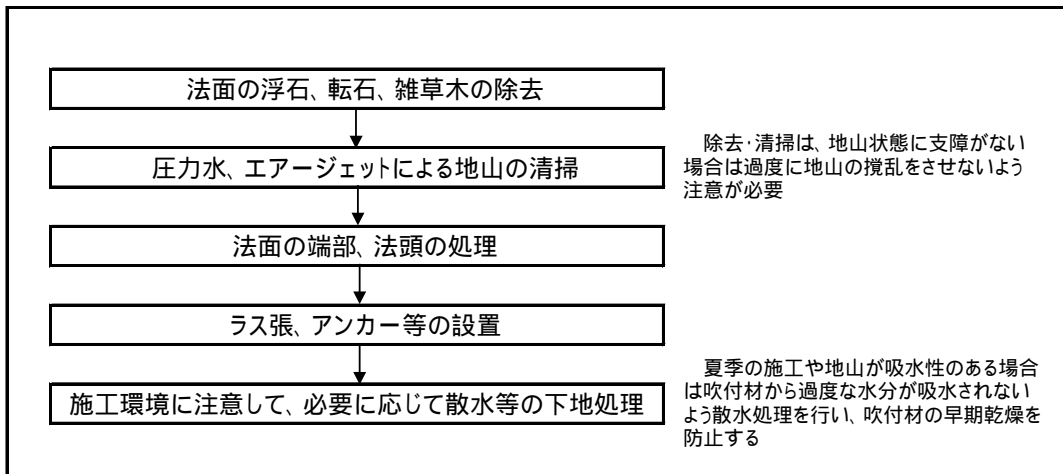 法面の浮石、転石、雑草木の除去
圧力水、エアージェットによる地山の清掃
除去・清掃は、地山状態に支障がない
場合は過度に地山の撹乱をさせないよう
注意が必要
法面の端部、法頭の処理
ラス張、アンカー等の設置
施工環境に注意して、必要に応じて散水等の下地処理
夏季の施工や地山が吸水性のある場合
は吹付材から過度な水分が吸水されない
よう散水処理を行い、吹付材の早期乾燥を
防止する